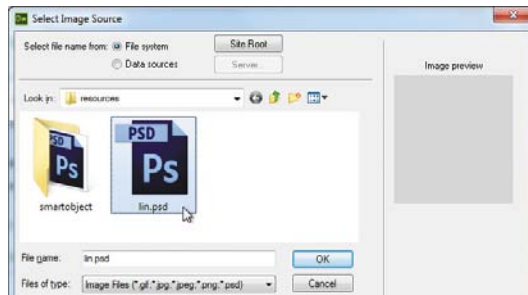 Dw Select Image Source
Select file name from: File system Site Root
Data sources Server...
Image preview
Look in: resources
PSD PSD
Ps Ps
smartobject lin.psd
File name: lin.psd OK
Files of type: Image Files (*.gif,*.jpg,*.jpeg,*.png,*.psd) Cancel